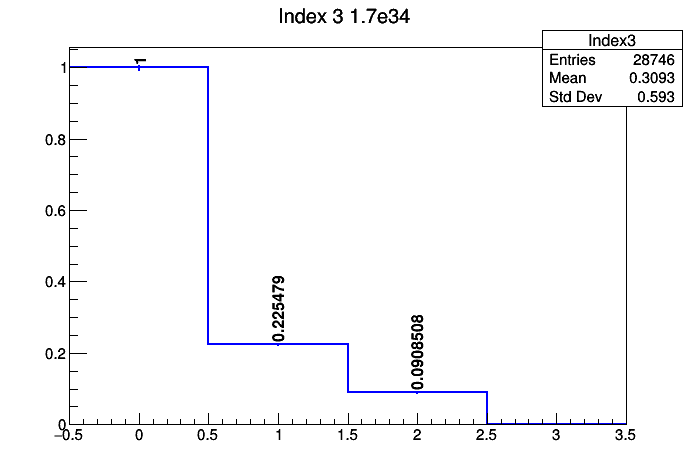 Index 3 1.7e34
Index3
Entries 28746
Mean 0.3093
Std Dev 0.593
1
0.8
0.6
0.4
0.2
0
1
0.225479
0.0908508
−0.5 0 0.5 1 1.5 2 2.5 3 3.5